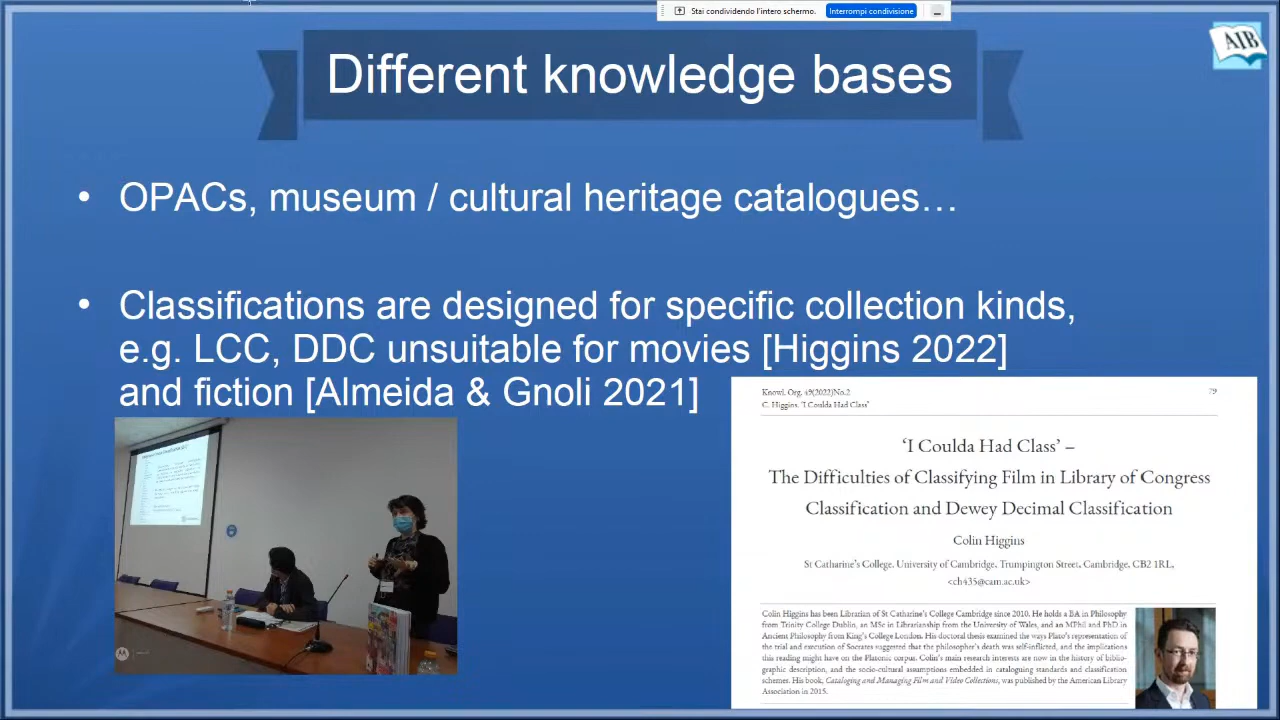 Stai condividendo l'intero schermo.
Interrompi condivisione
AIB
Different knowledge bases
• OPACs, museum / cultural heritage catalogues…
• Classifications are designed for specific collection kinds,
e.g. LCC, DDC unsuitable for movies [Higgins 2022]
and fiction [Almeida & Gnoli 2021]
Knowl. Org. 49(2022)No.2
79
C. Higgins. 'I Coulda Had Class'
‘I Coulda Had Class’ –
The Difficulties of Classifying Film in Library of Congress
Classification and Dewey Decimal Classification
Colin Higgins
St Catharine's College, University of Cambridge, Trumpington Street, Cambridge, CB2 1RL,
<ch435@cam.ac.uk>
Colin Higgins has been Librarian of St Catharine's College Cambridge since 2010. He holds a BA in Philosophy
from Trinity College Dublin, an MSc in Librarianship from the University of Wales, and an MPhil and PhD in
Ancient Philosophy from King's College London. His doctoral thesis examined the ways Plato's representation of
the trial and execution of Socrates suggested that the philosopher's death was self-inflicted, and the implications
this reading might have on the Platonic corpus. Colin's main research interests are now in the history of biblio-
graphic description, and the socio-cultural assumptions embedded in cataloguing standards and classification
schemes. His book, Cataloging and Managing Film and Video Collections, was published by the American Library
Association in 2015.